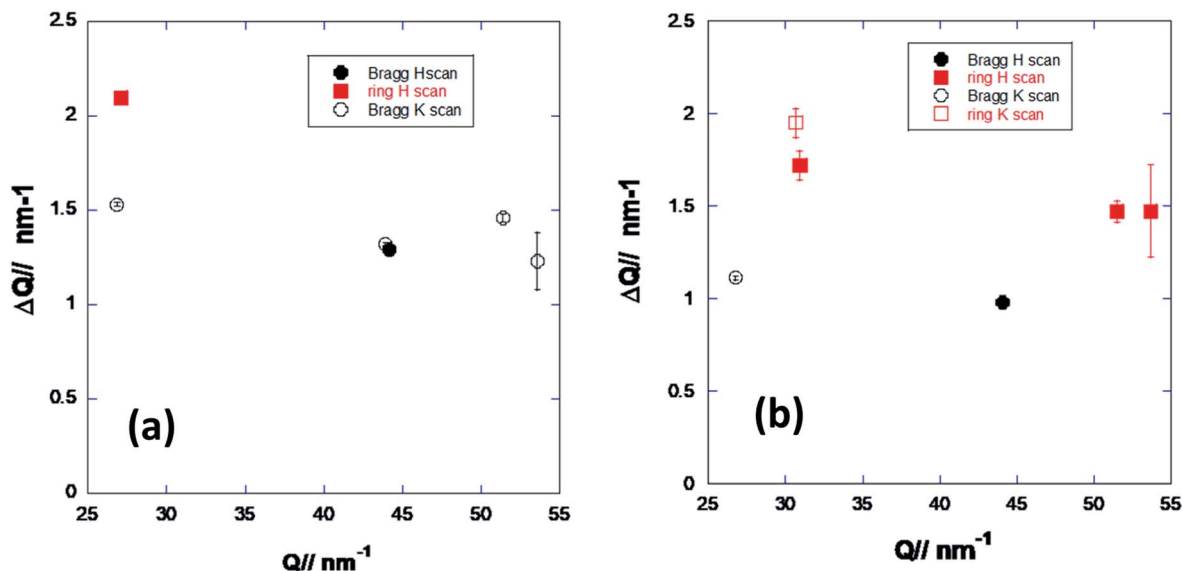 2.5
2
1.5
1
0.5
0
ΔQ// nm-1
Bragg Hscan
ring H scan
Bragg K scan
(a)
25 30 35 40 45 50 55
Q// nm-1
2.5
2
1.5
1
0.5
0
ΔQ// nm-1
Bragg H scan
ring H scan
Bragg K scan
ring K scan
(b)
25 30 35 40 45 50 55
Q// nm-1